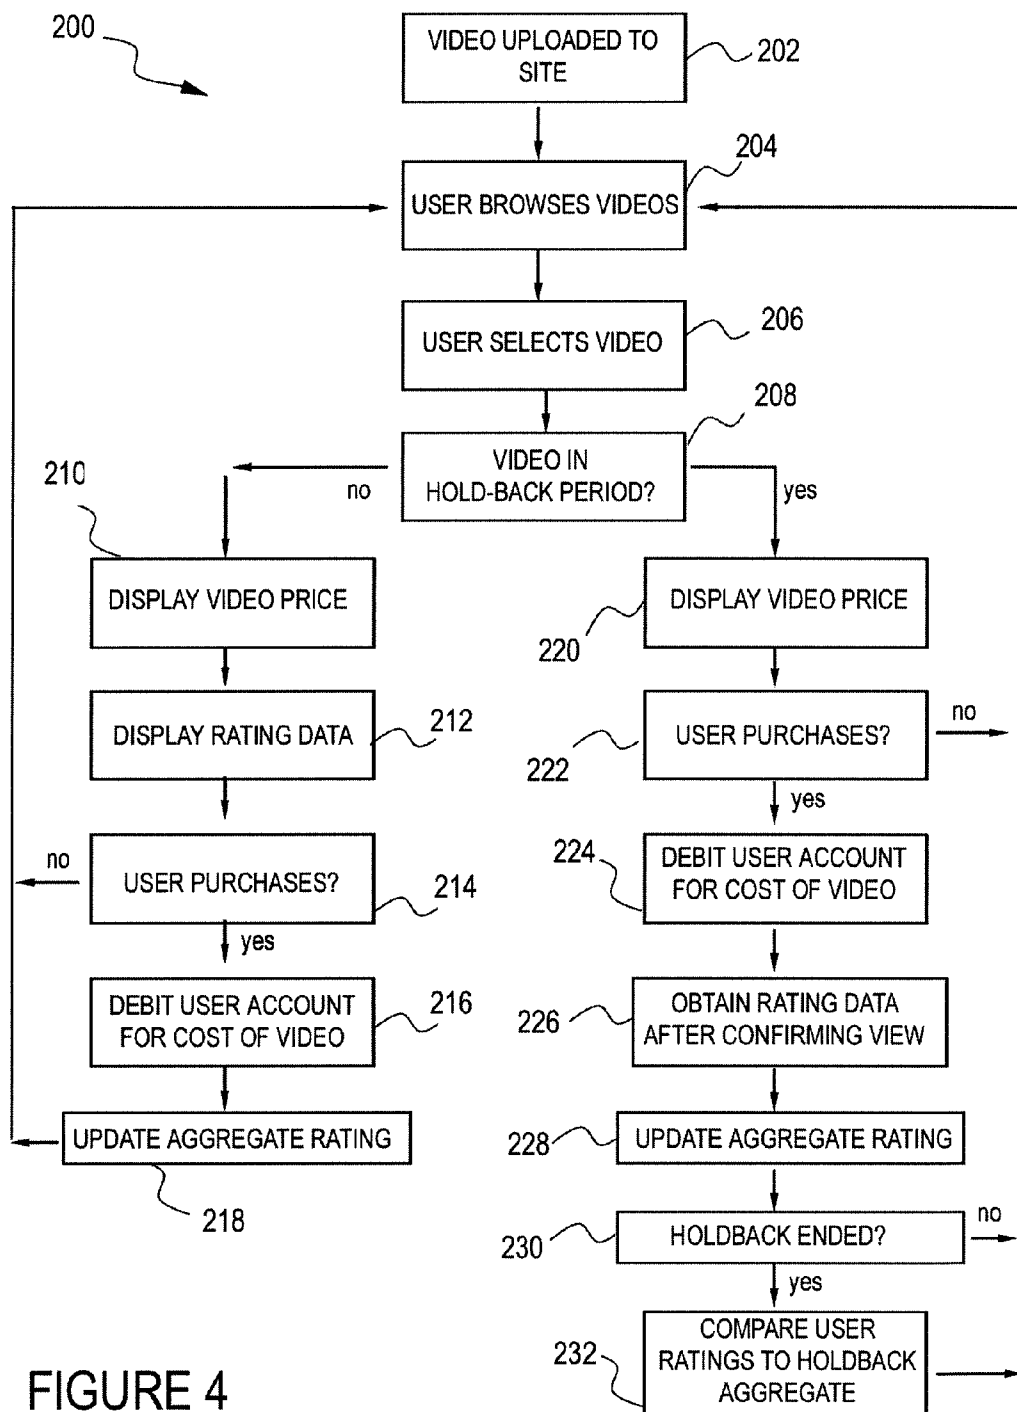 200
VIDEO UPLOADED TO
SITE
202
204
USER BROWSES VIDEOS
206
USER SELECTS VIDEO
208
VIDEO IN
HOLD-BACK PERIOD?
no
yes
210
DISPLAY VIDEO PRICE
DISPLAY RATING DATA
212
USER PURCHASES?
no
214
yes
DEBIT USER ACCOUNT
FOR COST OF VIDEO
216
UPDATE AGGREGATE RATING
218
DISPLAY VIDEO PRICE
220
USER PURCHASES?
no
222
yes
224
DEBIT USER ACCOUNT
FOR COST OF VIDEO
226
OBTAIN RATING DATA
AFTER CONFIRMING VIEW
228
UPDATE AGGREGATE RATING
230
HOLDBACK ENDED?
no
yes
232
COMPARE USER
RATINGS TO HOLDBACK
AGGREGATE
FIGURE 4